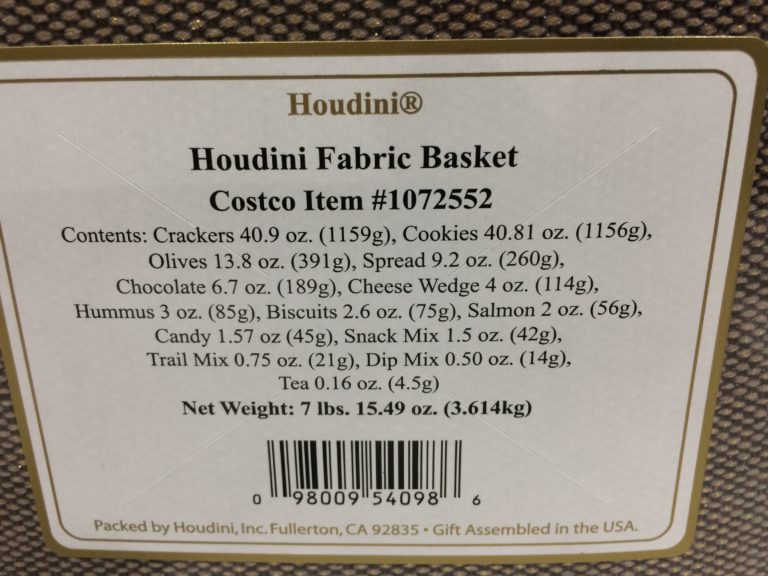 Houdini®
Houdini Fabric Basket
Costco Item #1072552
Contents: Crackers 40.9 oz. (1159g), Cookies 40.81 oz. (1156g),
Olives 13.8 oz. (391g), Spread 9.2 oz. (260g),
Chocolate 6.7 oz. (189g), Cheese Wedge 4 oz. (114g),
Hummus 3 oz. (85g), Biscuits 2.6 oz. (75g), Salmon 2 oz. (56g),
Candy 1.57 oz (45g), Snack Mix 1.5 oz. (42g),
Trail Mix 0.75 oz. (21g), Dip Mix 0.50 oz. (14g),
Tea 0.16 oz. (4.5g)
Net Weight: 7 lbs. 15.49 oz. (3.614kg)
0 98009 54098 6
Packed by Houdini, Inc. Fullerton, CA 92835 • Gift Assembled in the USA.